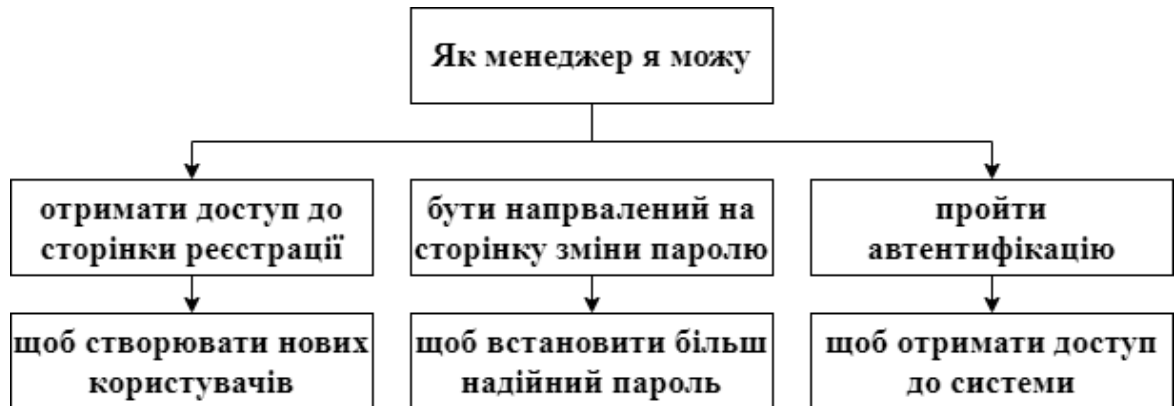 Як менеджер я можу
отримати доступ до
сторінки реєстрації
бути напрвалений на
сторінку зміни паролю
пройти
автентифікацію
щоб створювати нових
користувачів
щоб встановити більш
надійний пароль
щоб отримати доступ
до системи